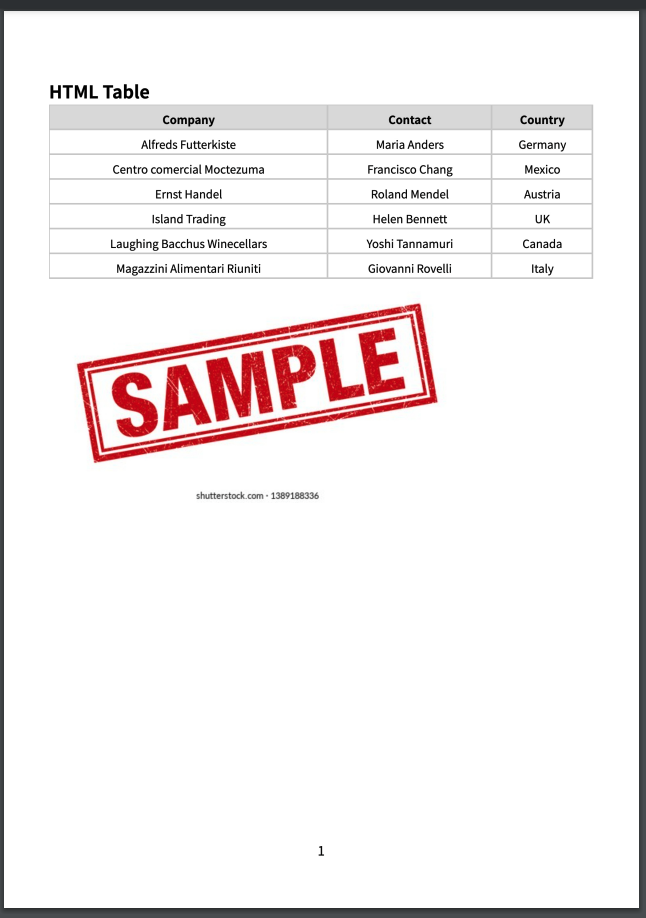 HTML Table
Company Contact Country
Alfreds Futterkiste Maria Anders Germany
Centro comercial Moctezuma Francisco Chang Mexico
Ernst Handel Roland Mendel Austria
Island Trading Helen Bennett UK
Laughing Bacchus Winecellars Yoshi Tannamuri Canada
Magazzini Alimentari Riuniti Giovanni Rovelli Italy
SAMPLE
shutterstock.com · 1389188336
1